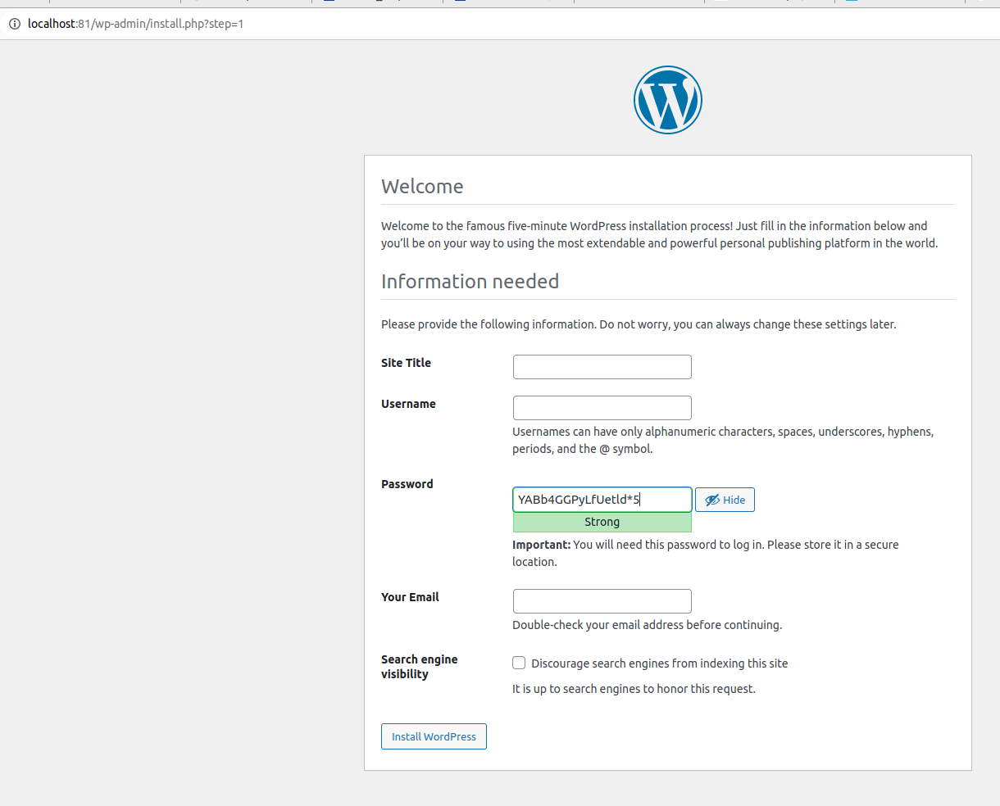 localhost:81/wp-admin/install.php?step=1
Welcome
Welcome to the famous five-minute WordPress installation process! Just fill in the information below and
you’ll be on your way to using the most extendable and powerful personal publishing platform in the world.
Information needed
Please provide the following information. Do not worry, you can always change these settings later.
Site Title
Username
Usernames can have only alphanumeric characters, spaces, underscores, hyphens,
periods, and the @ symbol.
Password
YABb4GGPyLfUetld*5
Hide
Strong
Important: You will need this password to log in. Please store it in a secure
location.
Your Email
Double-check your email address before continuing.
Search engine
visibility
Discourage search engines from indexing this site
It is up to search engines to honor this request.
Install WordPress